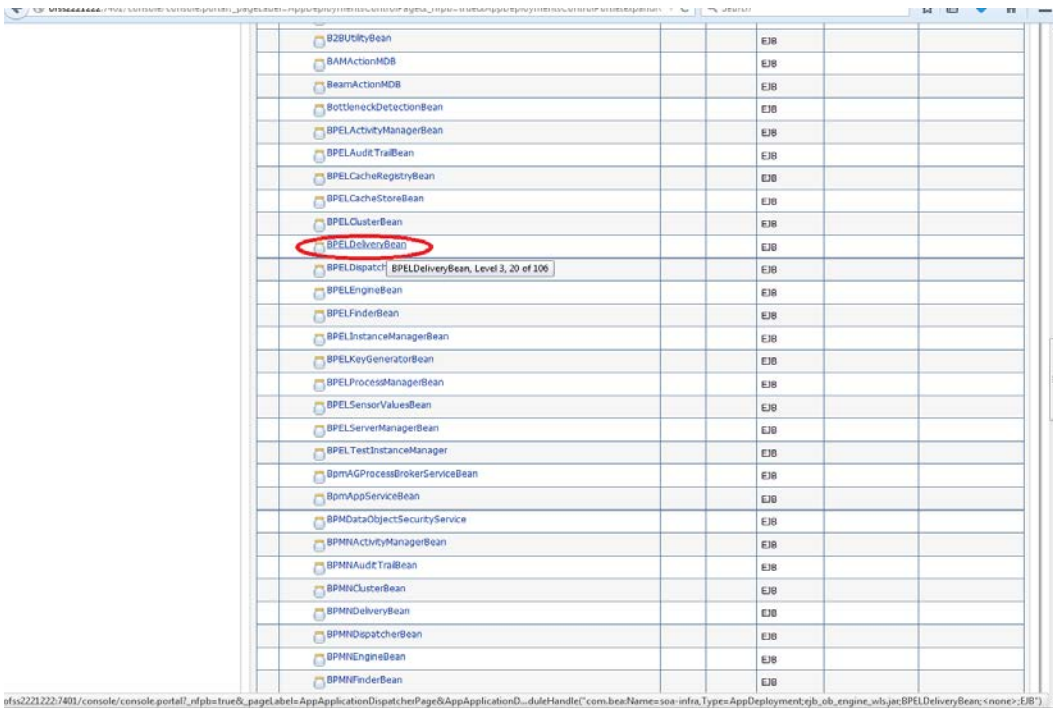 B2BUtilityBean EJB
BAMActionMDB EJB
BeamActionMDB EJB
BottleneckDetectionBean EJB
BPELActivityManagerBean EJB
BPELAuditTrailBean EJB
BPELCacheRegistryBean EJB
BPELCacheStoreBean EJB
BPELClusterBean EJB
BPELDeliveryBean EJB
BPELDispatch BPELDeliveryBean, Level 3, 20 of 106 EJB
BPELEngineBean EJB
BPELFinderBean EJB
BPELInstanceManagerBean EJB
BPELKeyGeneratorBean EJB
BPELProcessManagerBean EJB
BPELSensorValuesBean EJB
BPELServerManagerBean EJB
BPELTestInstanceManager EJB
BpmAGProcessBrokerServiceBean EJB
BpmAppServiceBean EJB
BPMDataObjectSecurityService EJB
BPMNActivityManagerBean EJB
BPMNAuditTrailBean EJB
BPMNClusterBean EJB
BPMNDeliveryBean EJB
BPMNDispatcherBean EJB
BPMNEngineBean EJB
BPMNFinderBean EJB
ofss2221222:7401/console/console.portal?_nfpb=true&_pageLabel=AppApplicationDispatcherPage&AppApplicationD...duleHandle("com.bea:Name=soa-infra,Type=AppDeployment;ejb_ob_engine_wls.jar;BPELDeliveryBean;<none>;EJB")